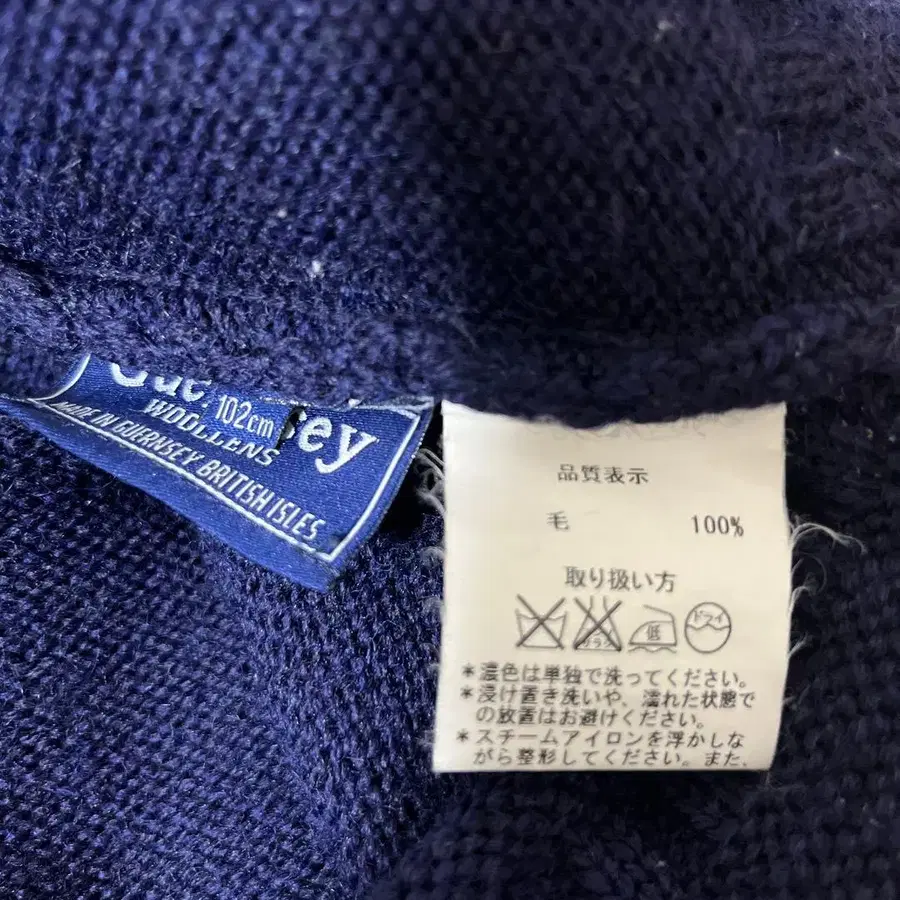 102cm
WOOLLENS
MADE IN GUERNSEY BRITISH ISLES
品質表示
毛 100%
取り扱い方
低 ドライ
*濃色は単独で洗ってください。
*浸け置き洗いや、濡れた状態で
の放置はお避けください。
*スチームアイロンを浮かしな
がら整形してください。また、